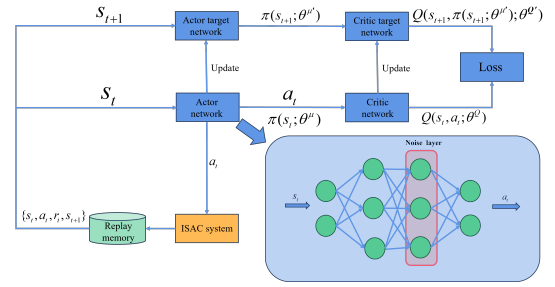 s_{t+1}
Actor target
network
π(s_{t+1};θ^{μ'})
Critic target
network
Q(s_{t+1},π(s_{t+1};θ^{μ'});θ^{Q'})
Update
Update
Loss
s_t
Actor
network
a_t
π(s_t;θ^μ)
Critic
network
Q(s_t,a_t;θ^Q)
a_t
Noise layer
s_t
a_t
{s_t,a_t,r_t,s_{t+1}}
Replay
memory
ISAC system